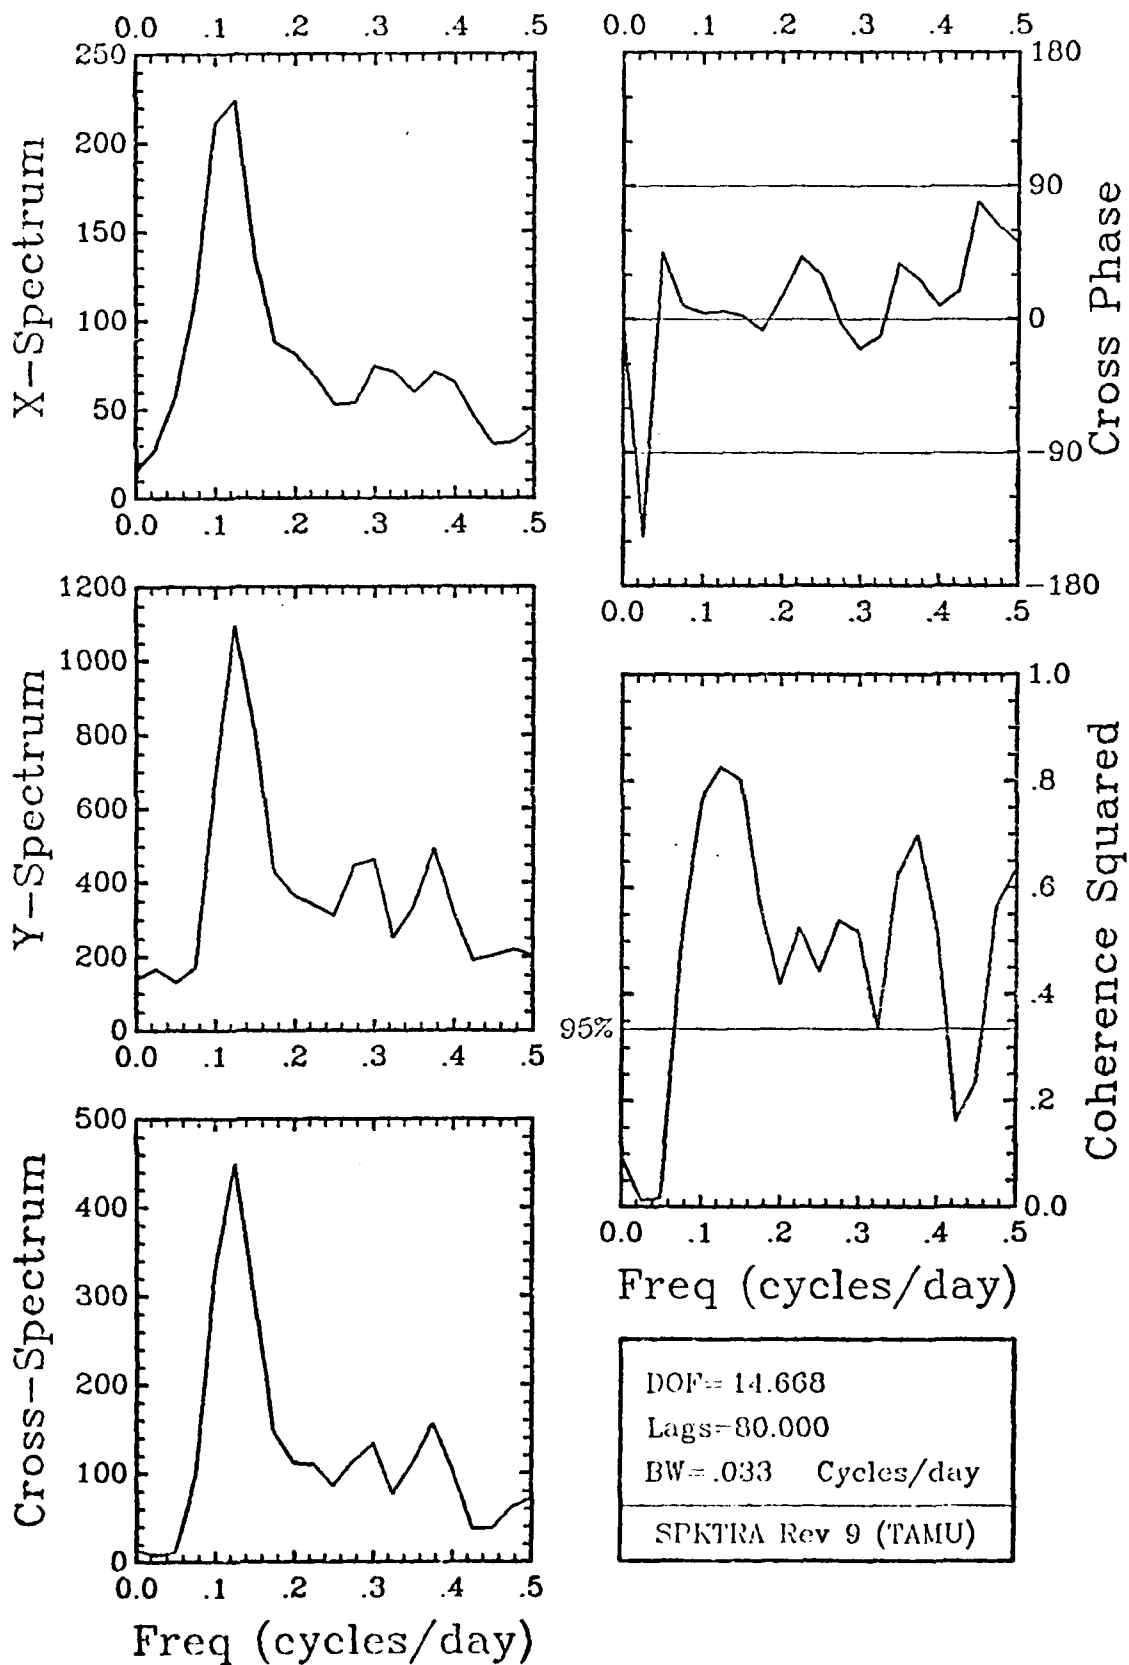 0.0 .1 .2 .3 .4 .5
250
200
150
100
50
0
X-Spectrum
0.0 .1 .2 .3 .4 .5
1200
1000
800
600
400
200
0
Y-Spectrum
0.0 .1 .2 .3 .4 .5
500
400
300
200
100
0
Cross-Spectrum
0.0 .1 .2 .3 .4 .5
Freq (cycles/day)
0.0 .1 .2 .3 .4 .5
180
90
0
-90
-180
Cross Phase
0.0 .1 .2 .3 .4 .5
1.0
.8
.6
.4
.2
0.0
95%
Coherence Squared
0.0 .1 .2 .3 .4 .5
Freq (cycles/day)
DOF= 14.668
Lags=80.000
BW= .033 Cycles/day
SPKTRA Rev 9 (TAMU)